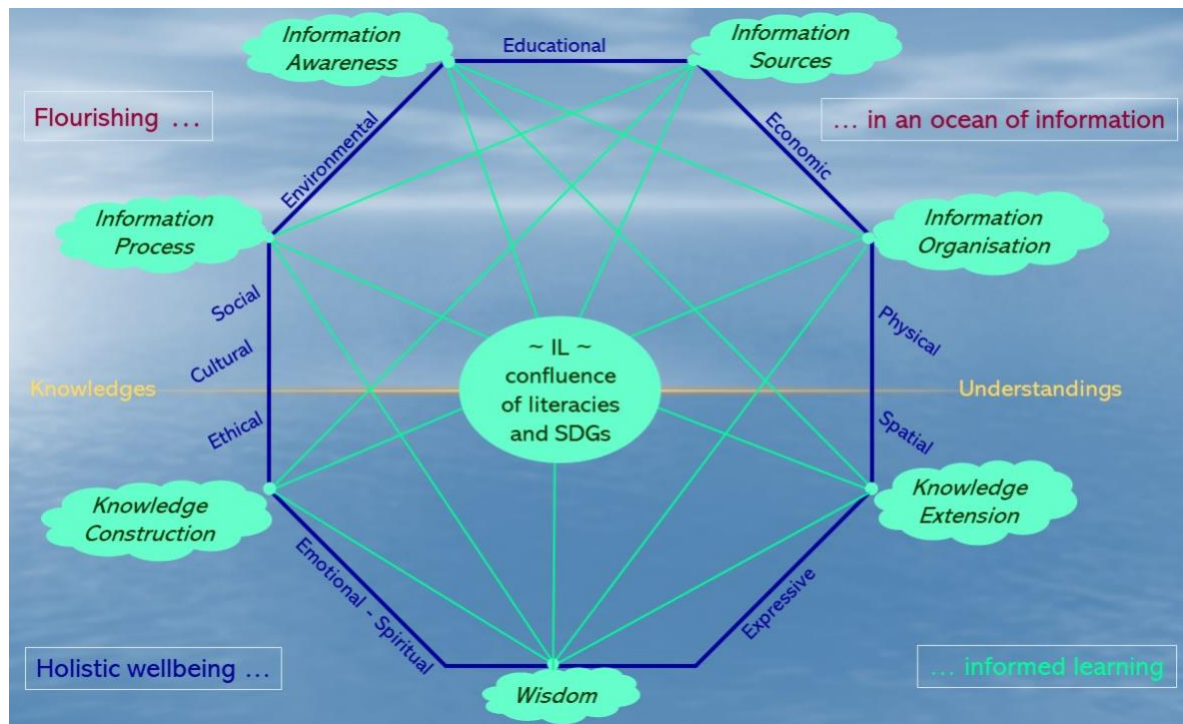 Information
Awareness
Educational
Information
Sources
Flourishing …
… in an ocean of information
Environmental
Economic
Information
Process
Information
Organisation
Social
Cultural
Ethical
Physical
Spatial
Knowledges
~ IL ~
confluence
of literacies
and SDGs
Understandings
Knowledge
Construction
Knowledge
Extension
Emotional - Spiritual
Expressive
Holistic wellbeing …
… informed learning
Wisdom